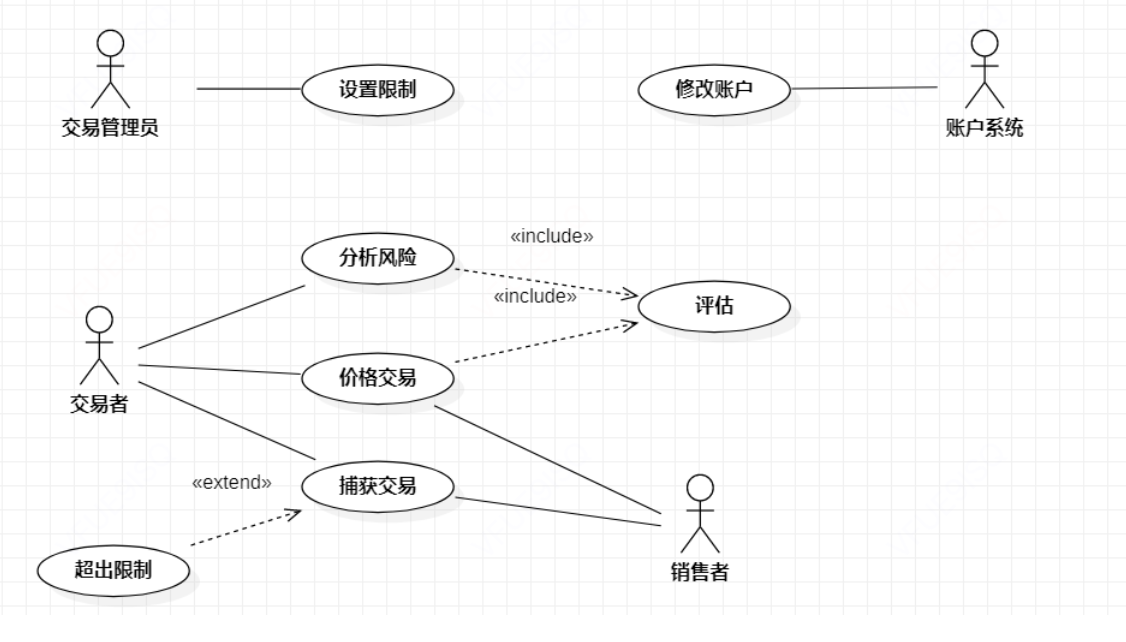 设置限制
修改账户
交易管理员
账户系统
«include»
分析风险
«include»
评估
价格交易
交易者
«extend»
捕获交易
超出限制
销售者